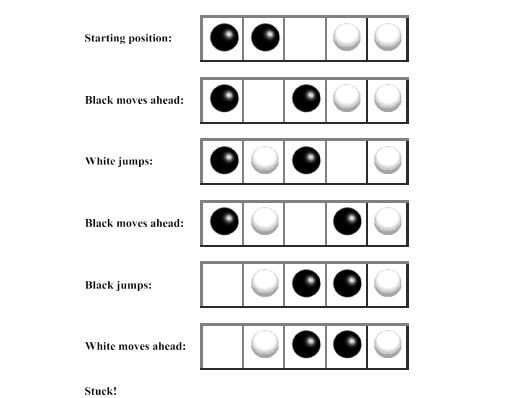 Starting position:
Black moves ahead:
White jumps:
Black moves ahead:
Black jumps:
White moves ahead:
Stuck!